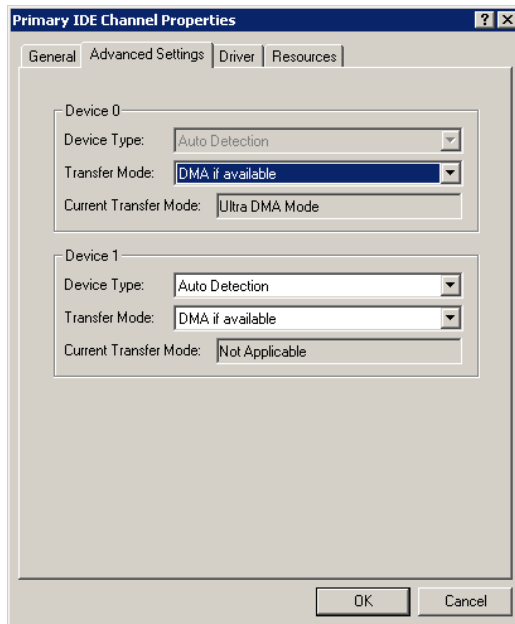 Primary IDE Channel Properties
General Advanced Settings Driver Resources
Device 0
Device Type: Auto Detection
Transfer Mode: DMA if available
Current Transfer Mode: Ultra DMA Mode
Device 1
Device Type: Auto Detection
Transfer Mode: DMA if available
Current Transfer Mode: Not Applicable
OK Cancel